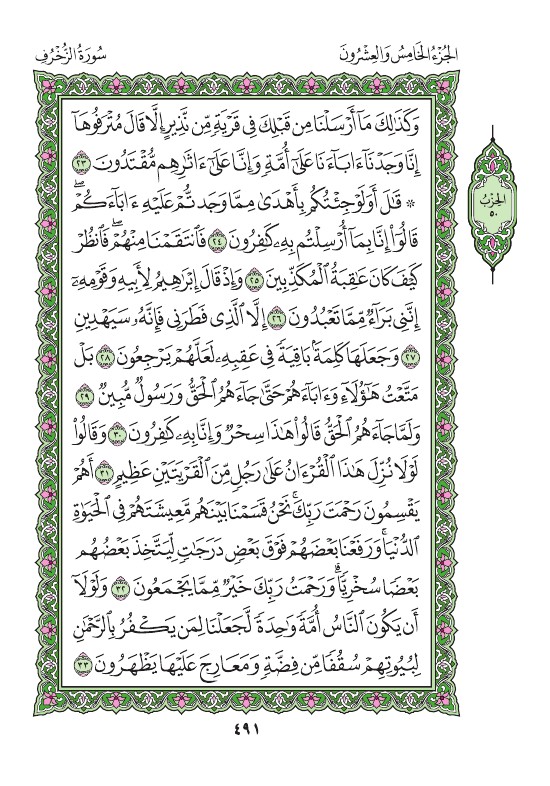 الجُزْءُ الخَامِسُ وَالعِشْرُونَ
سُورَةُ الزُّخْرُفِ
وَكَذَٰلِكَ مَآ أَرْسَلْنَا مِن قَبْلِكَ فِي قَرْيَةٍ مِّن نَّذِيرٍ إِلَّا قَالَ مُتْرَفُوهَآ
إِنَّا وَجَدْنَآ ءَابَآءَنَا عَلَىٰٓ أُمَّةٍ وَإِنَّا عَلَىٰٓ ءَاثَٰرِهِم مُّقْتَدُونَ ٢٣
* قَٰلَ أَوَلَوْ جِئْتُكُم بِأَهْدَىٰ مِمَّا وَجَدتُّمْ عَلَيْهِ ءَابَآءَكُمْۖ
قَالُوٓا۟ إِنَّا بِمَآ أُرْسِلْتُم بِهِۦ كَٰفِرُونَ ٢٤ فَٱنتَقَمْنَا مِنْهُمْۖ فَٱنظُرْ
كَيْفَ كَانَ عَٰقِبَةُ ٱلْمُكَذِّبِينَ ٢٥ وَإِذْ قَالَ إِبْرَٰهِيمُ لِأَبِيهِ وَقَوْمِهِۦٓ
إِنَّنِي بَرَآءٌ مِّمَّا تَعْبُدُونَ ٢٦ إِلَّا ٱلَّذِي فَطَرَنِي فَإِنَّهُۥ سَيَهْدِينِ
٢٧ وَجَعَلَهَا كَلِمَةًۢ بَاقِيَةً فِي عَقِبِهِۦ لَعَلَّهُمْ يَرْجِعُونَ ٢٨ بَلْ
مَتَّعْتُ هَٰٓؤُلَآءِ وَءَابَآءَهُمْ حَتَّىٰ جَآءَهُمُ ٱلْحَقُّ وَرَسُولٌ مُّبِينٌ ٢٩
وَلَمَّا جَآءَهُمُ ٱلْحَقُّ قَالُوا۟ هَٰذَا سِحْرٌ وَإِنَّا بِهِۦ كَٰفِرُونَ ٣٠ وَقَالُوا۟
لَوْلَا نُزِّلَ هَٰذَا ٱلْقُرْءَانُ عَلَىٰ رَجُلٍ مِّنَ ٱلْقَرْيَتَيْنِ عَظِيمٍ ٣١ أَهُمْ
يَقْسِمُونَ رَحْمَتَ رَبِّكَۚ نَحْنُ قَسَمْنَا بَيْنَهُم مَّعِيشَتَهُمْ فِي ٱلْحَيَوٰةِ
ٱلدُّنْيَاۚ وَرَفَعْنَا بَعْضَهُمْ فَوْقَ بَعْضٍ دَرَجَٰتٍ لِّيَتَّخِذَ بَعْضُهُم
بَعْضًا سُخْرِيًّاۗ وَرَحْمَتُ رَبِّكَ خَيْرٌ مِّمَّا يَجْمَعُونَ ٣٢ وَلَوْلَآ
أَن يَكُونَ ٱلنَّاسُ أُمَّةً وَٰحِدَةً لَّجَعَلْنَا لِمَن يَكْفُرُ بِٱلرَّحْمَٰنِ
لِبُيُوتِهِمْ سُقُفًا مِّن فِضَّةٍ وَمَعَارِجَ عَلَيْهَا يَظْهَرُونَ ٣٣
الحِزْبُ
٥٠
٤٩١